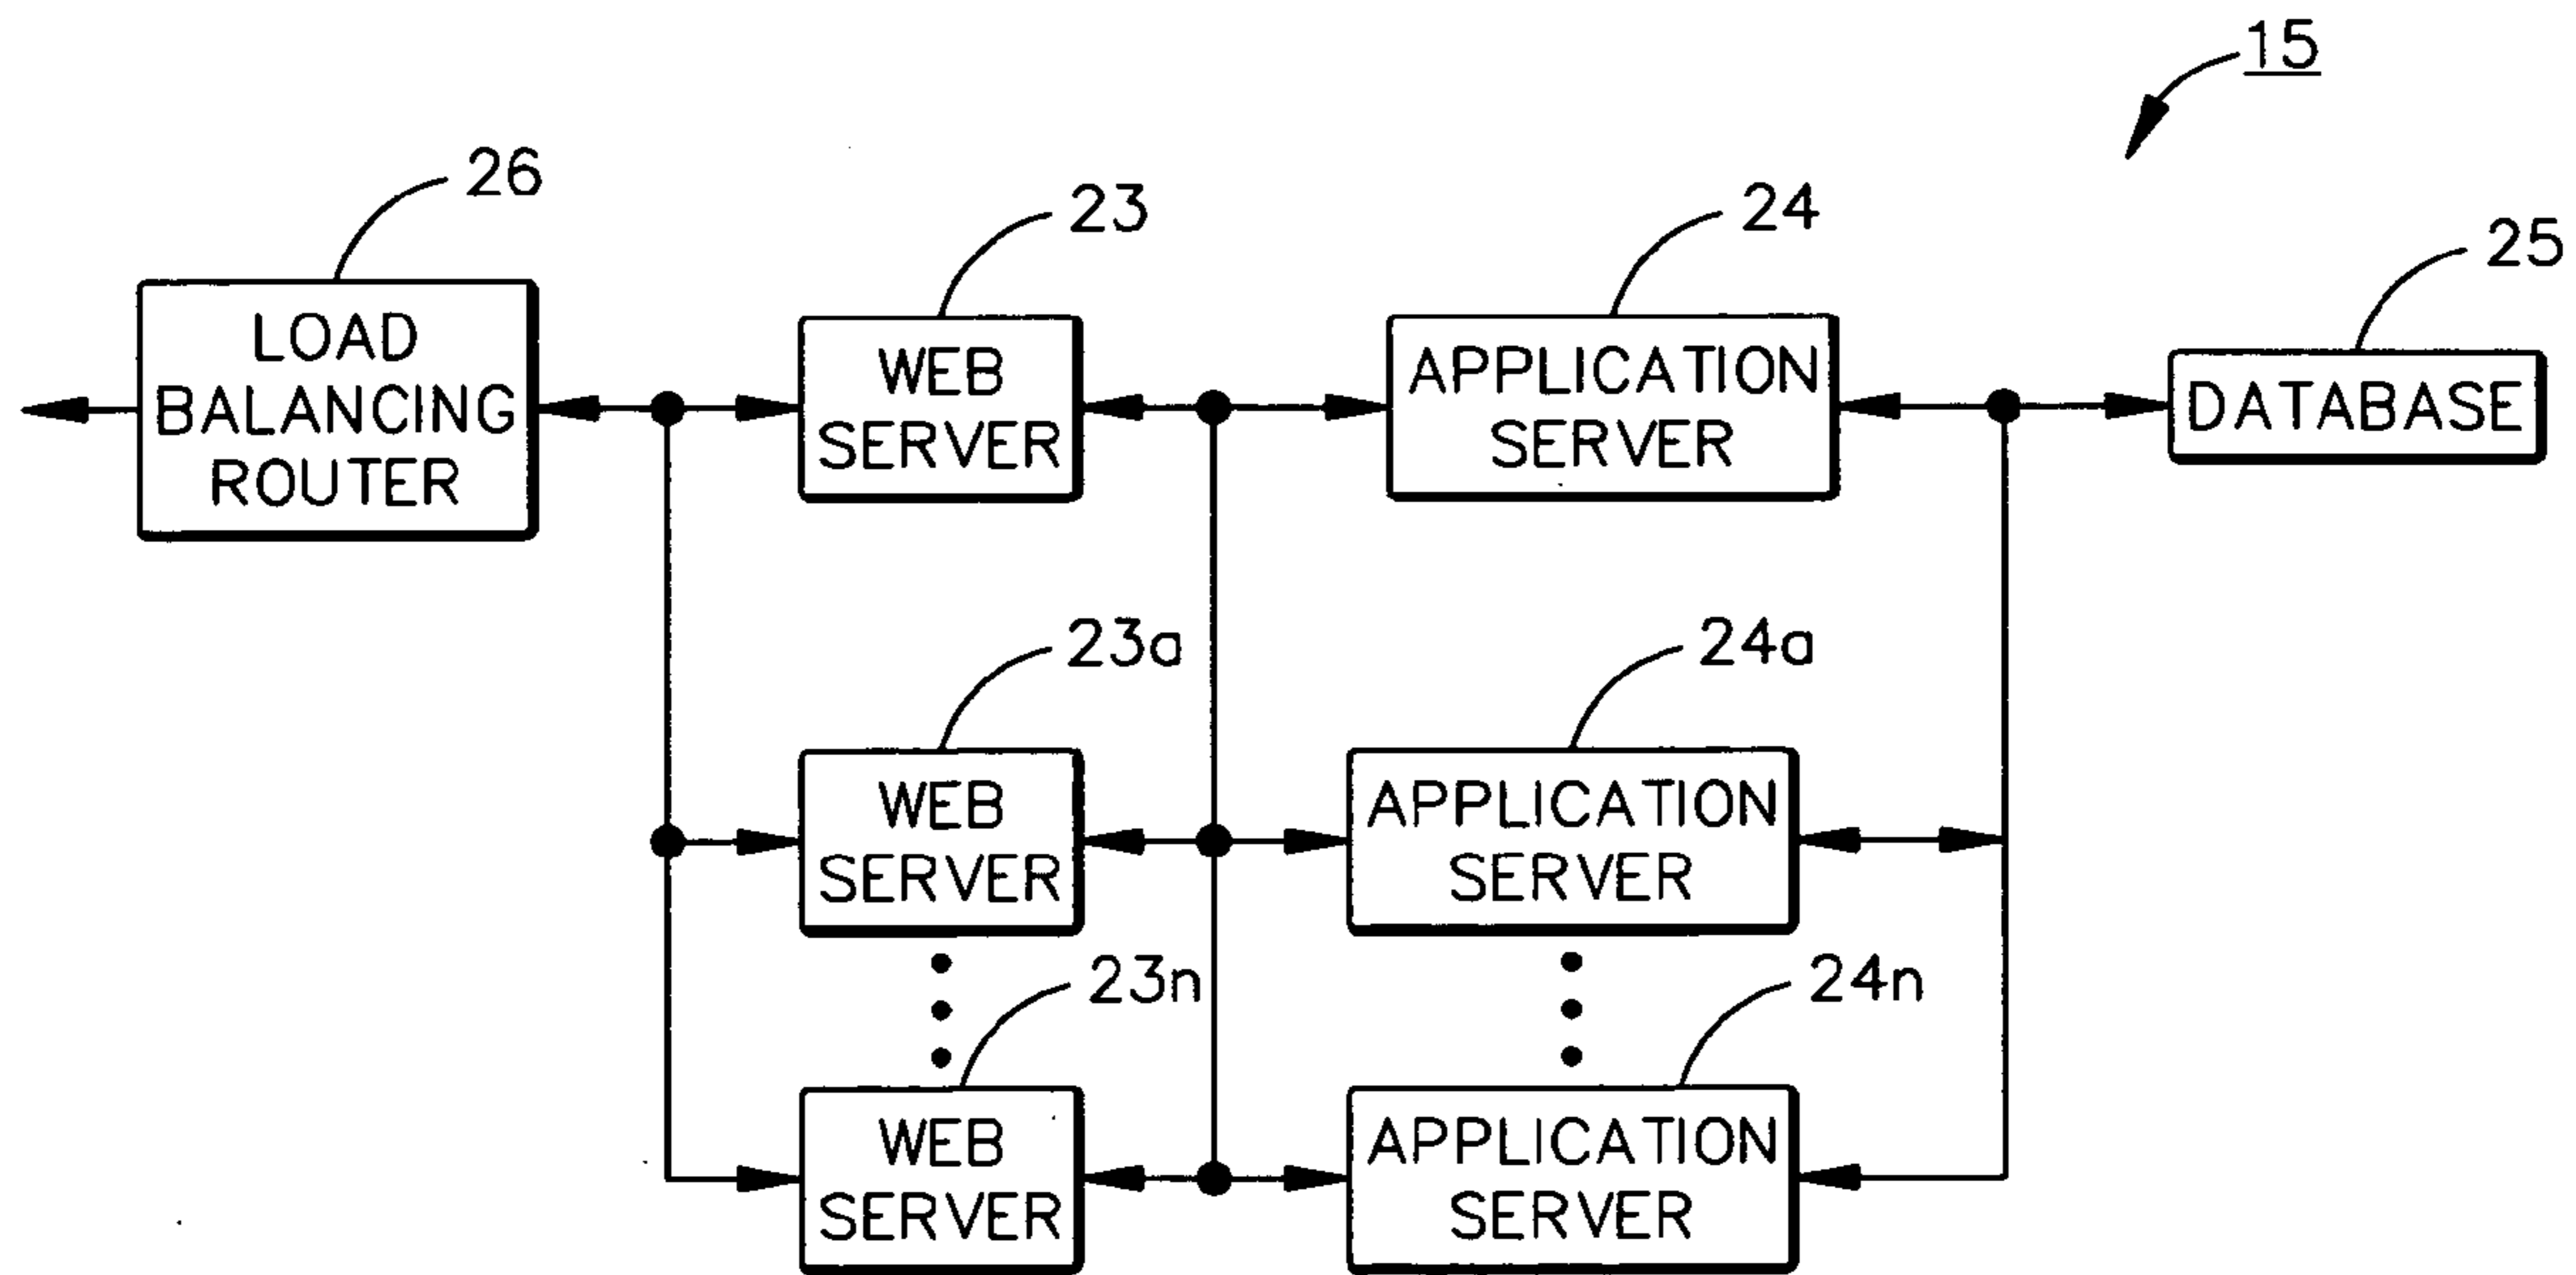 15
26
23
24
25
LOAD
BALANCING
ROUTER
WEB
SERVER
APPLICATION
SERVER
DATABASE
23a
24a
WEB
SERVER
APPLICATION
SERVER
23n
24n
WEB
SERVER
APPLICATION
SERVER